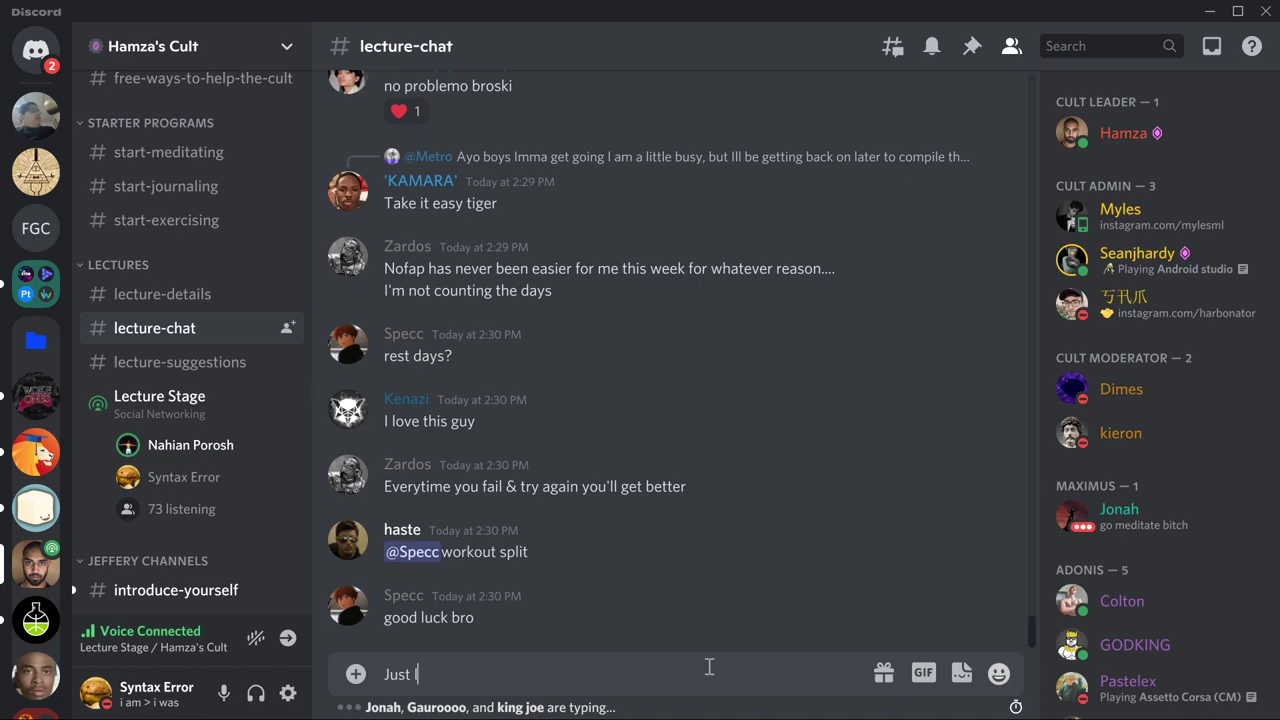 Discord
2
FGC
Pt
Hamza's Cult
free-ways-to-help-the-cult
STARTER PROGRAMS
# start-meditating
# start-journaling
# start-exercising
LECTURES
# lecture-details
# lecture-chat
# lecture-suggestions
Lecture Stage
Social Networking
Nahian Porosh
Syntax Error
73 listening
JEFFERY CHANNELS
# introduce-yourself
Voice Connected
Lecture Stage / Hamza's Cult
Syntax Error
i am > i was
# lecture-chat
Search
no problemo broski
1
@Metro Ayo boys Imma get going I am a little busy, but Ill be getting back on later to compile th...
'KAMARA' Today at 2:29 PM
Take it easy tiger
Zardos Today at 2:29 PM
Nofap has never been easier for me this week for whatever reason....
I'm not counting the days
Specc Today at 2:30 PM
rest days?
Kenazi Today at 2:30 PM
I love this guy
Zardos Today at 2:30 PM
Everytime you fail & try again you'll get better
haste Today at 2:30 PM
@Specc workout split
Specc Today at 2:30 PM
good luck bro
Just l
GIF
Jonah, Gauroooo, and king joe are typing...
CULT LEADER — 1
Hamza
CULT ADMIN — 3
Myles
instagram.com/mylesml
Seanjhardy
Playing Android studio
丂卂爪
instagram.com/harbonator
CULT MODERATOR — 2
Dimes
kieron
MAXIMUS — 1
Jonah
go meditate bitch
ADONIS — 5
Colton
GODKING
Pastelex
Playing Assetto Corsa (CM)